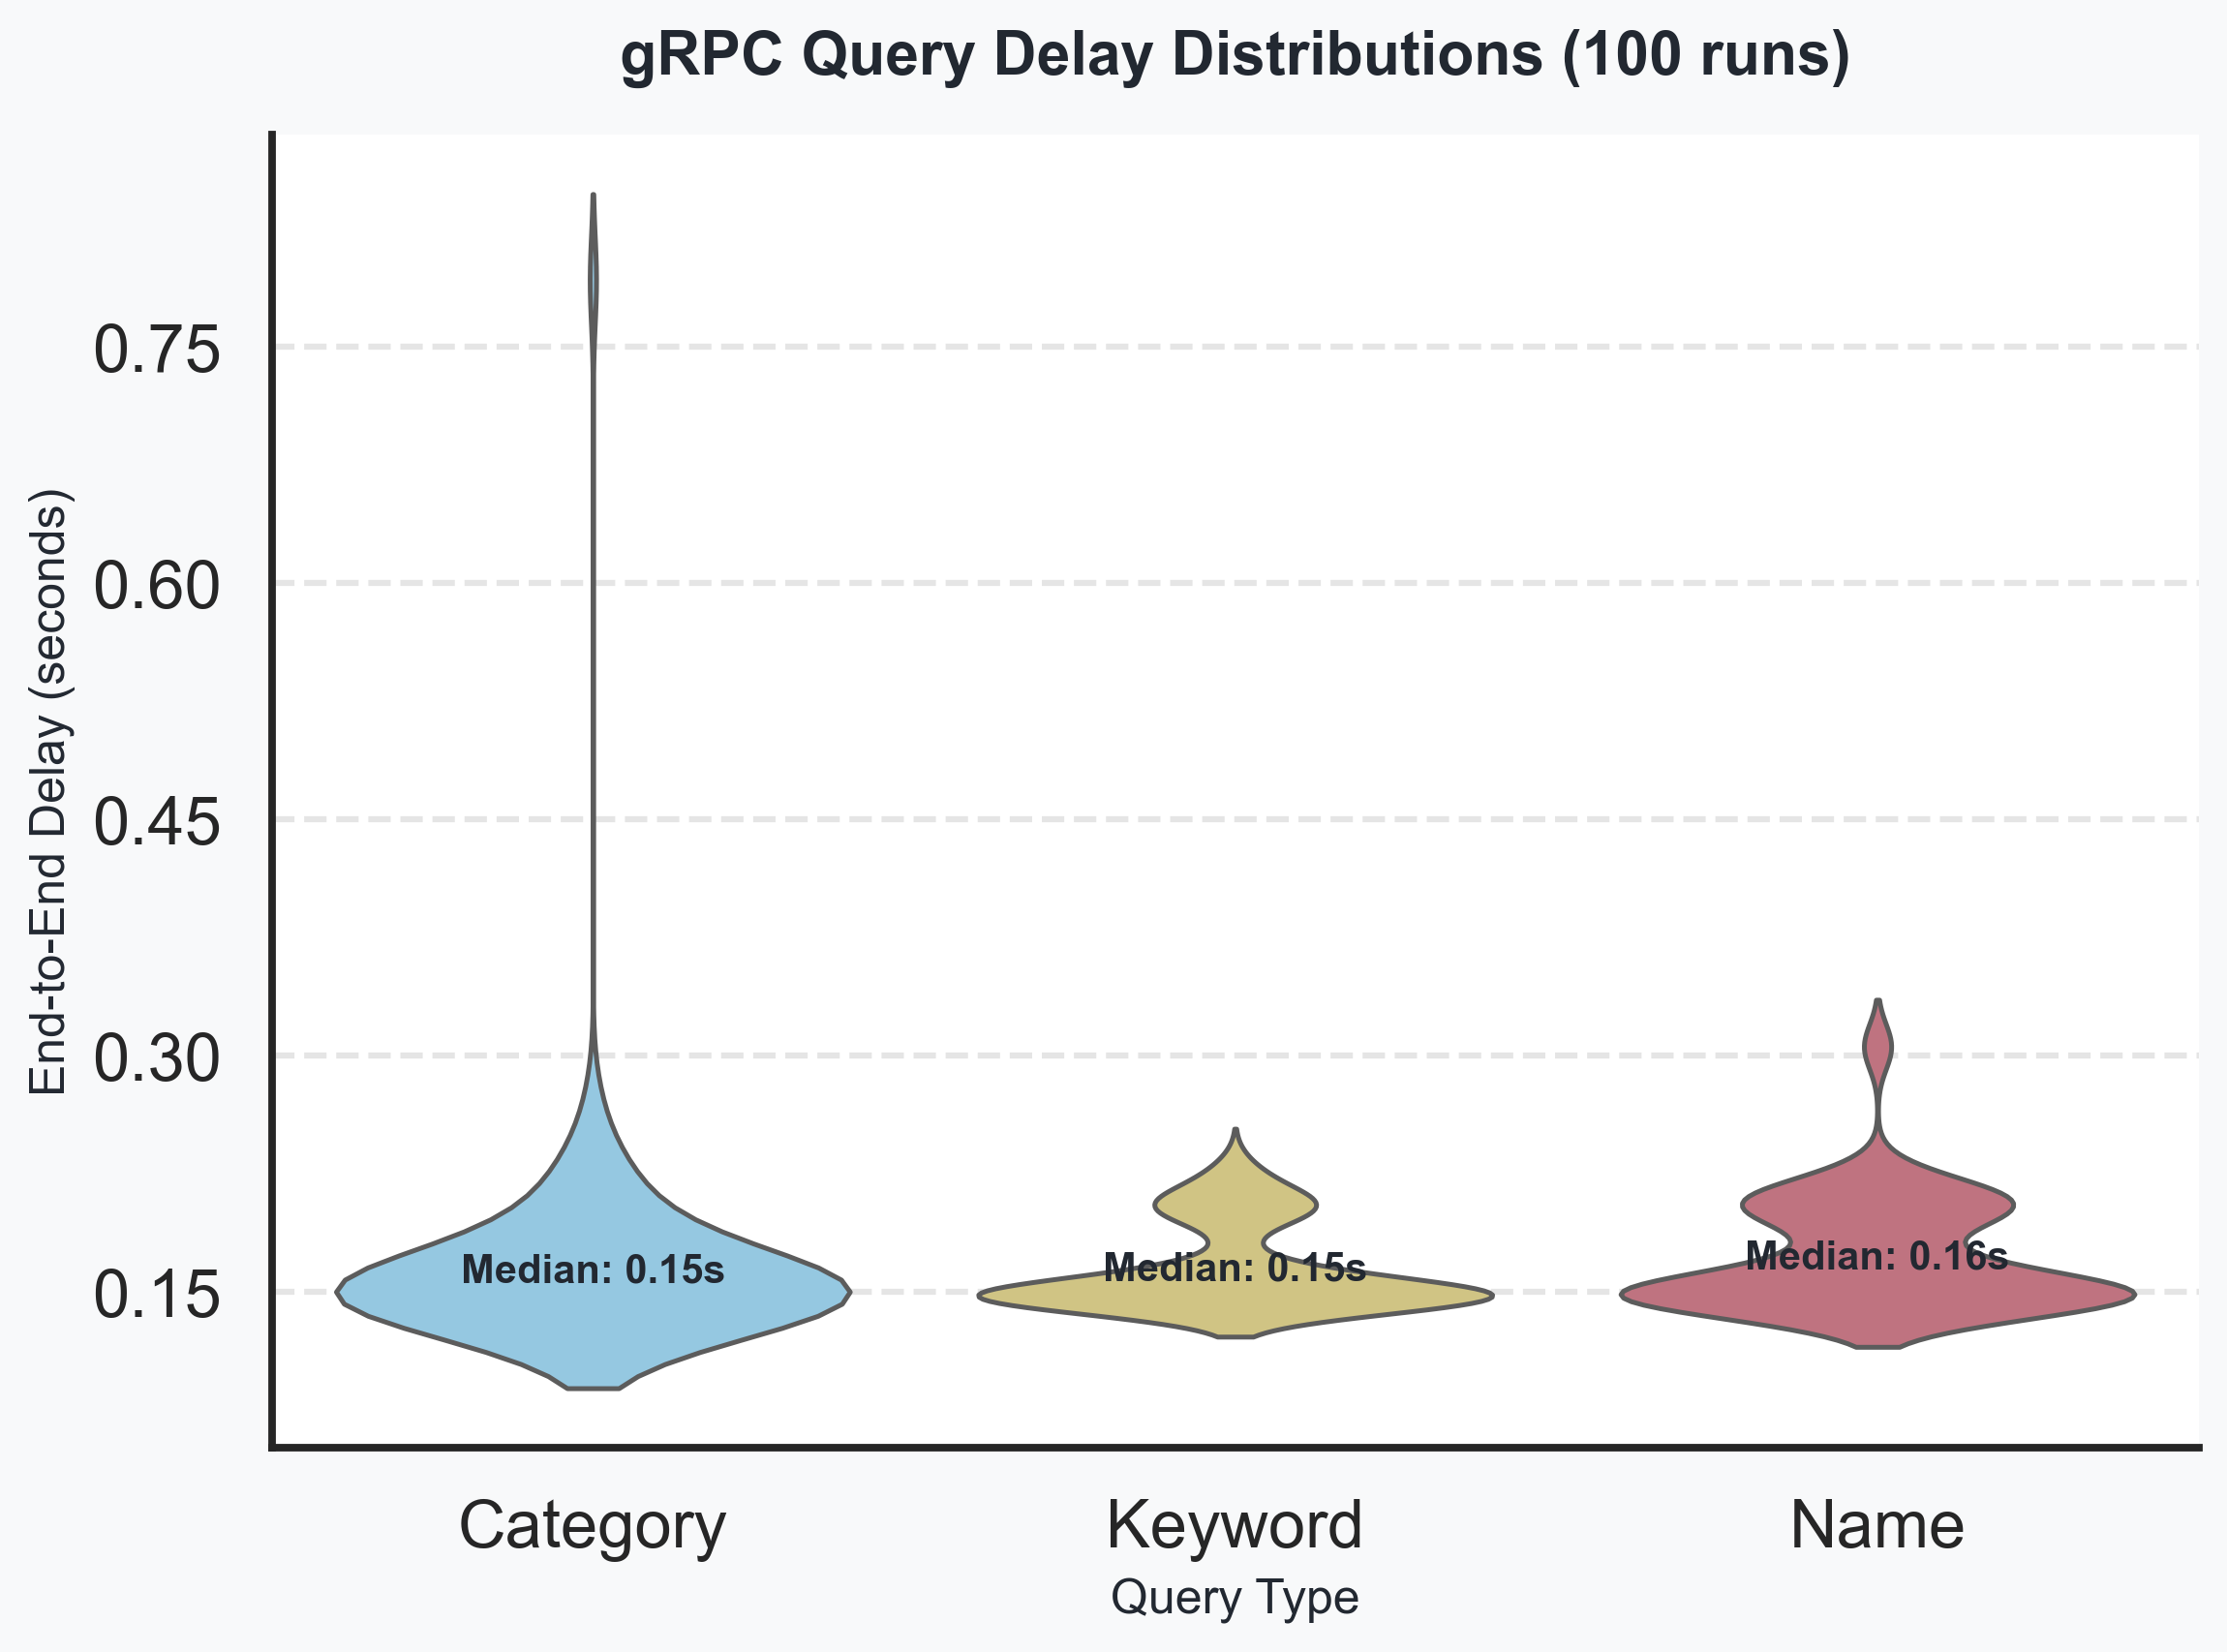 gRPC Query Delay Distributions (100 runs)
End-to-End Delay (seconds)
0.75
0.60
0.45
0.30
0.15
Median: 0.15s
Median: 0.15s
Median: 0.16s
Category
Keyword
Name
Query Type